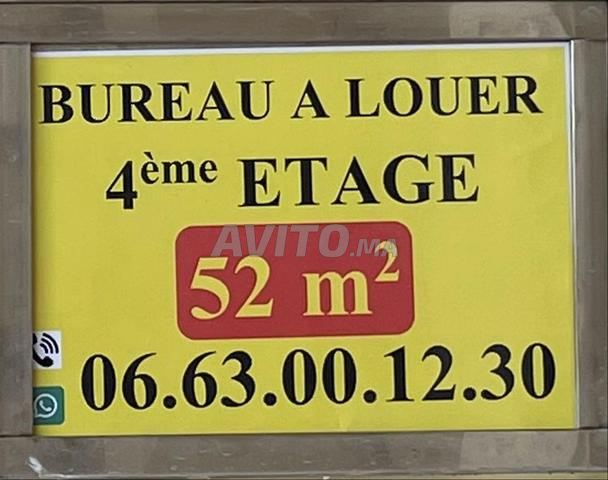 BUREAU A LOUER
4ème ETAGE
AVITO.MA
52 m²
06.63.00.12.30